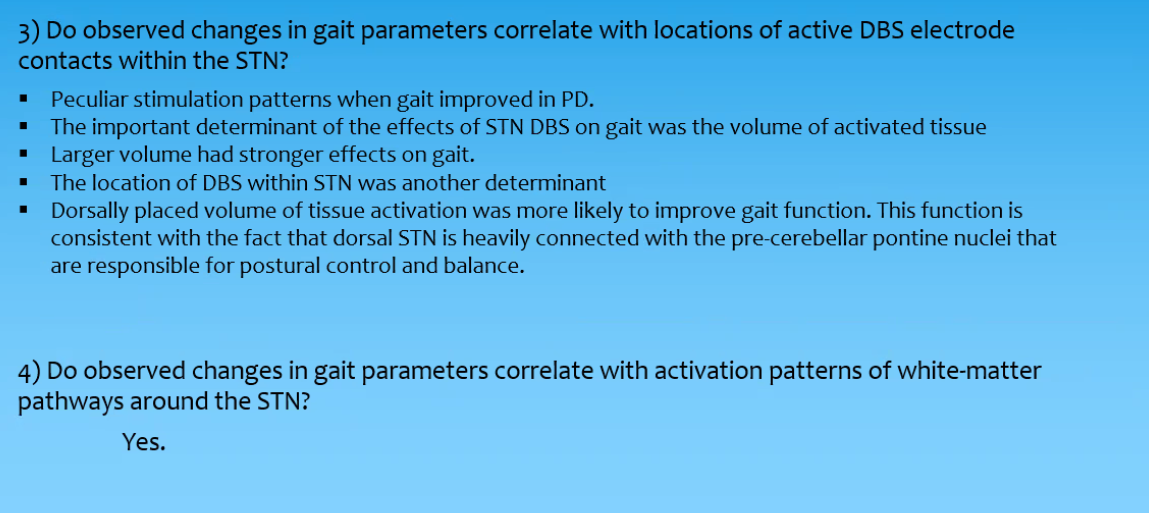 3) Do observed changes in gait parameters correlate with locations of active DBS electrode
contacts within the STN?
▪ Peculiar stimulation patterns when gait improved in PD.
▪ The important determinant of the effects of STN DBS on gait was the volume of activated tissue
▪ Larger volume had stronger effects on gait.
▪ The location of DBS within STN was another determinant
▪ Dorsally placed volume of tissue activation was more likely to improve gait function. This function is
consistent with the fact that dorsal STN is heavily connected with the pre-cerebellar pontine nuclei that
are responsible for postural control and balance.
4) Do observed changes in gait parameters correlate with activation patterns of white-matter
pathways around the STN?
Yes.